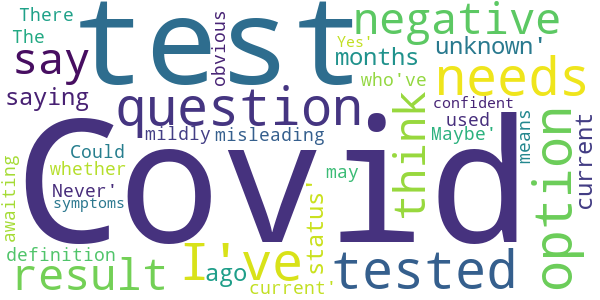 There
The
say
saying
test
obvious
negative
Yes'
months
unknown'
who've
needs
question
mildly
misleading
confident
used
Maybe'
means
current
option
think
may
Covid
Could
whether
Never'
symptoms
awaiting
definition
result
I've
ago
status'
current'
tested